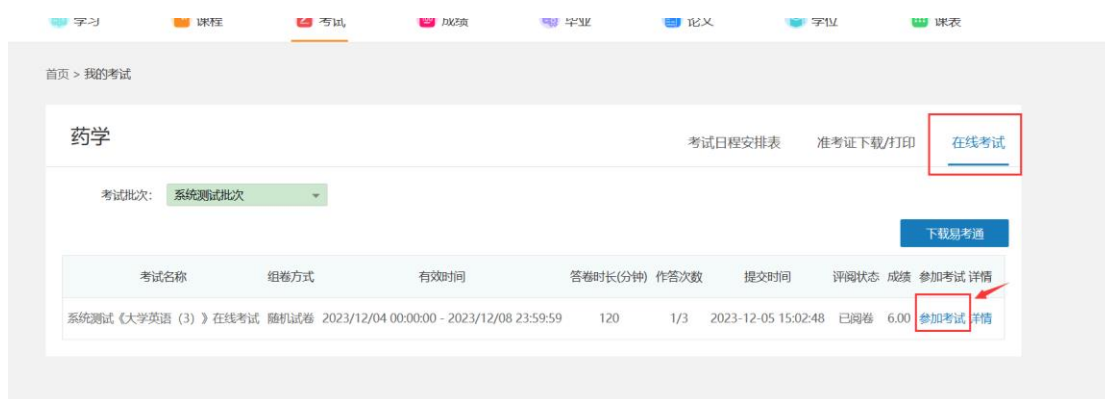 学习 课程 考试 成绩 毕业 论文 学位 课表
首页 > 我的考试
药学 考试日程安排表 准考证下载/打印 在线考试
考试批次： 系统测试批次
下载易考通
考试名称 组卷方式 有效时间 答卷时长(分钟) 作答次数 提交时间 评阅状态 成绩 参加考试 详情
系统测试《大学英语（3）》在线考试 随机试卷 2023/12/04 00:00:00 - 2023/12/08 23:59:59 120 1/3 2023-12-05 15:02:48 已阅卷 6.00 参加考试 详情